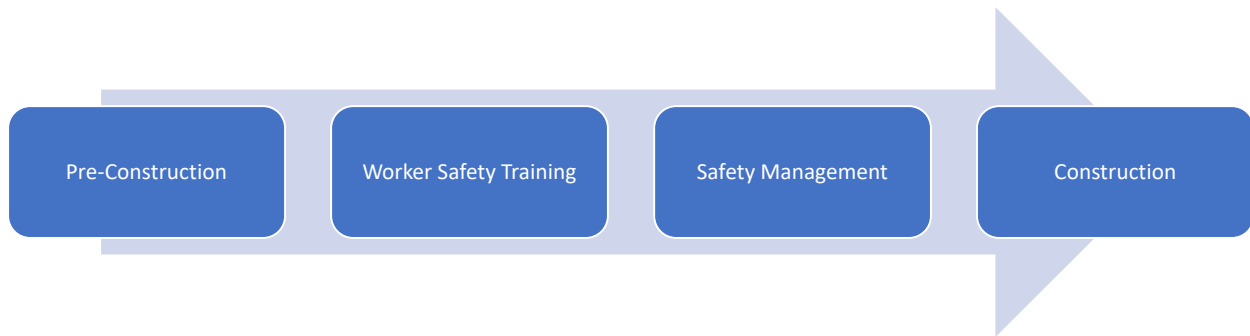 Pre-Construction
Worker Safety Training
Safety Management
Construction